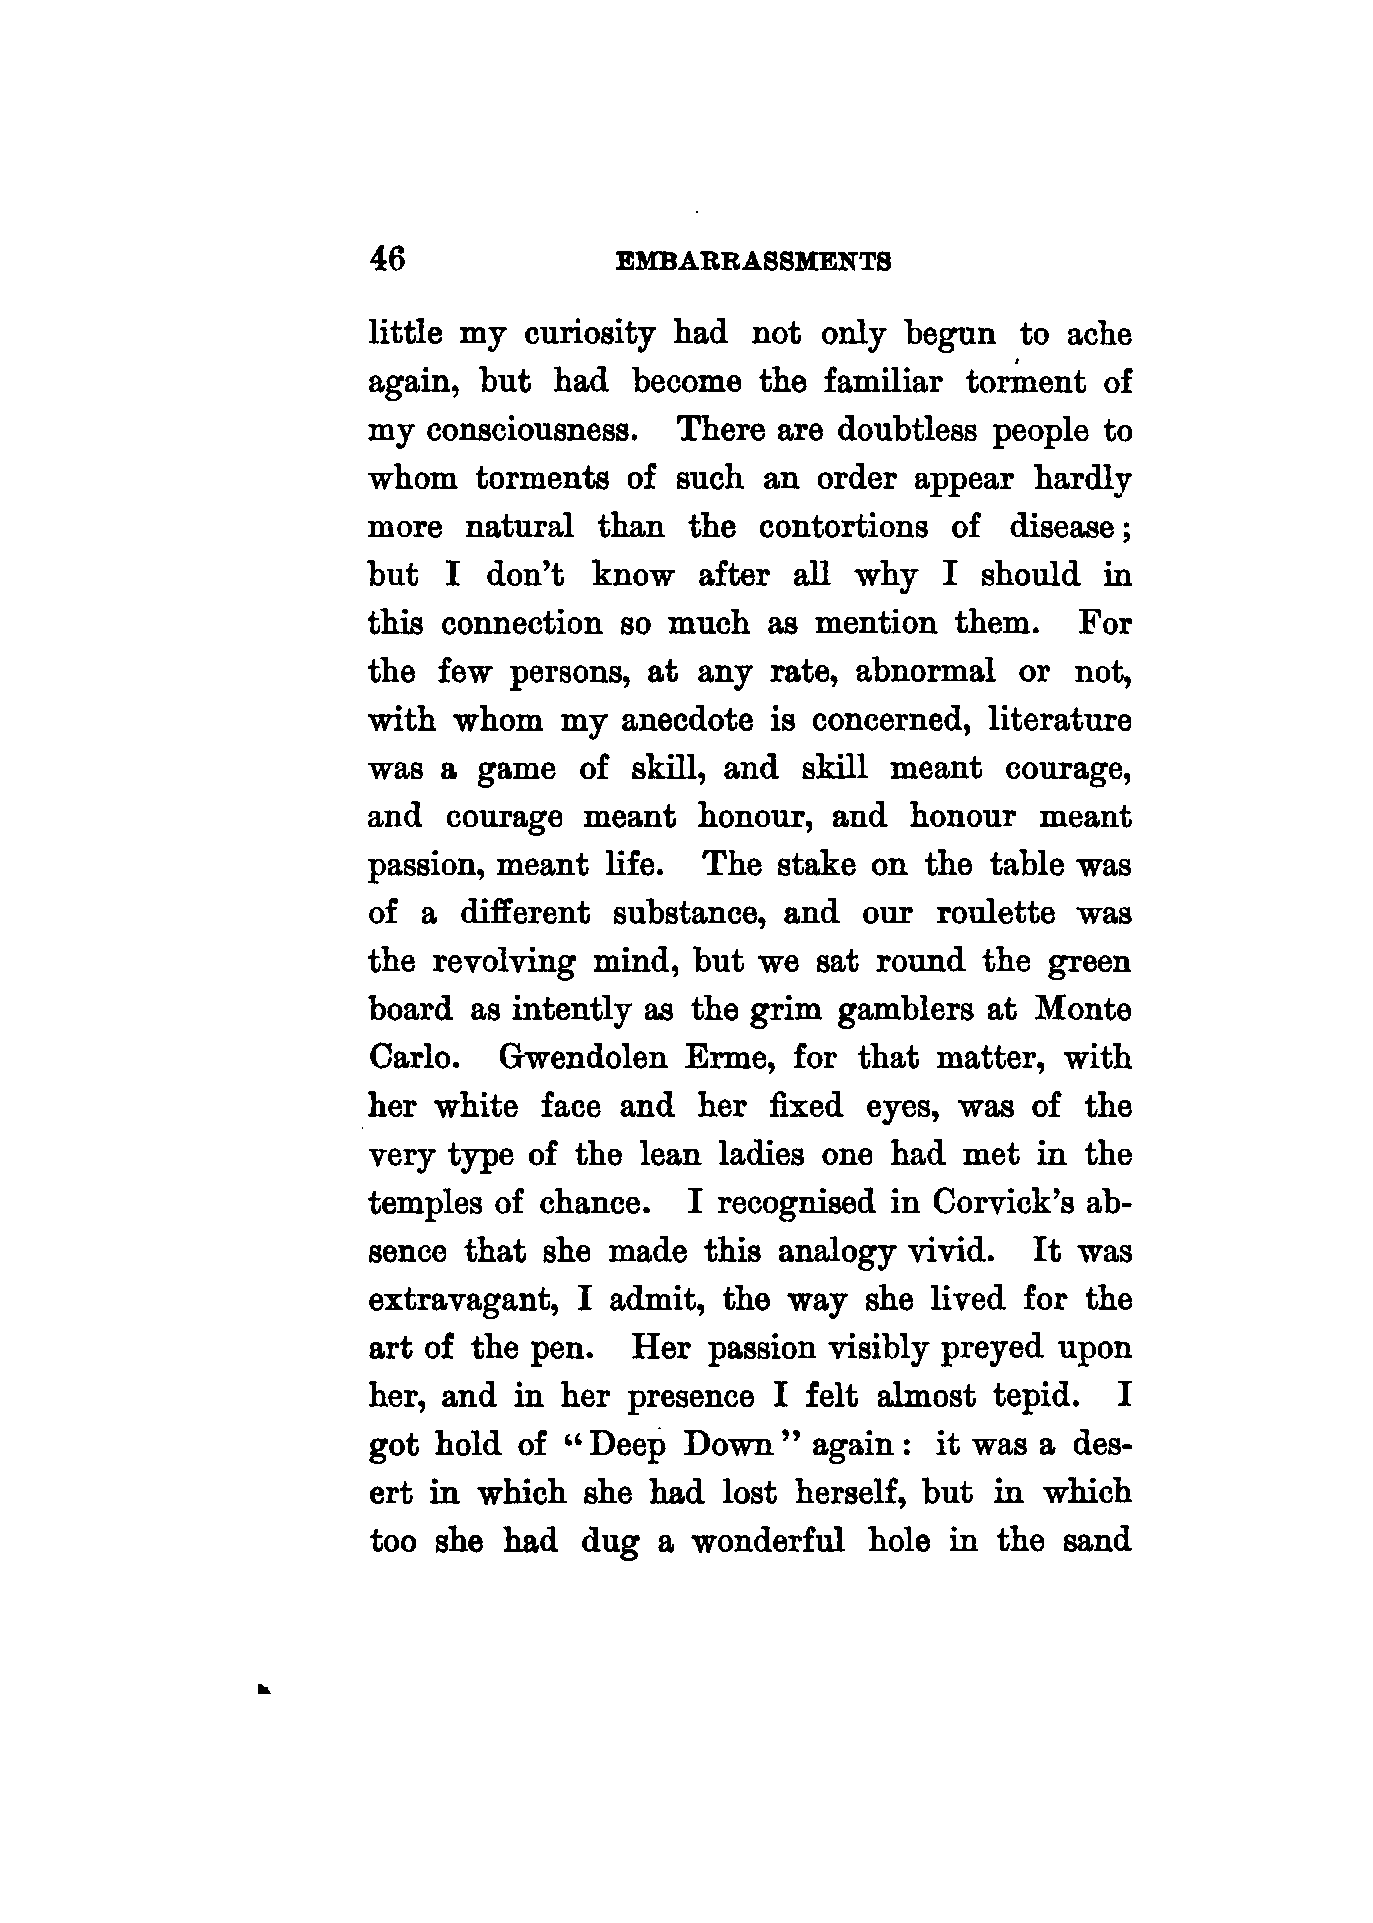 46 EMBARRASSMENTS
little my curiosity had not only begun to ache
again, but had become the familiar torment of
my consciousness. There are doubtless people to
whom torments of such an order appear hardly
more natural than the contortions of disease;
but I don't know after all why I should in
this connection so much as mention them. For
the few persons, at any rate, abnormal or not,
with whom my anecdote is concerned, literature
was a game of skill, and skill meant courage,
and courage meant honour, and honour meant
passion, meant life. The stake on the table was
of a different substance, and our roulette was
the revolving mind, but we sat round the green
board as intently as the grim gamblers at Monte
Carlo. Gwendolen Erme, for that matter, with
her white face and her fixed eyes, was of the
very type of the lean ladies one had met in the
temples of chance. I recognised in Corvick's ab-
sence that she made this analogy vivid. It was
extravagant, I admit, the way she lived for the
art of the pen. Her passion visibly preyed upon
her, and in her presence I felt almost tepid. I
got hold of "Deep Down" again: it was a des-
ert in which she had lost herself, but in which
too she had dug a wonderful hole in the sand